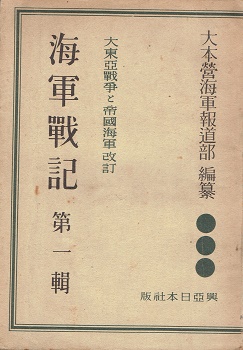 大本營海軍報道部 編纂
大東亞戰爭と帝國海軍改訂
海軍戰記 第一輯
興亞日本社版